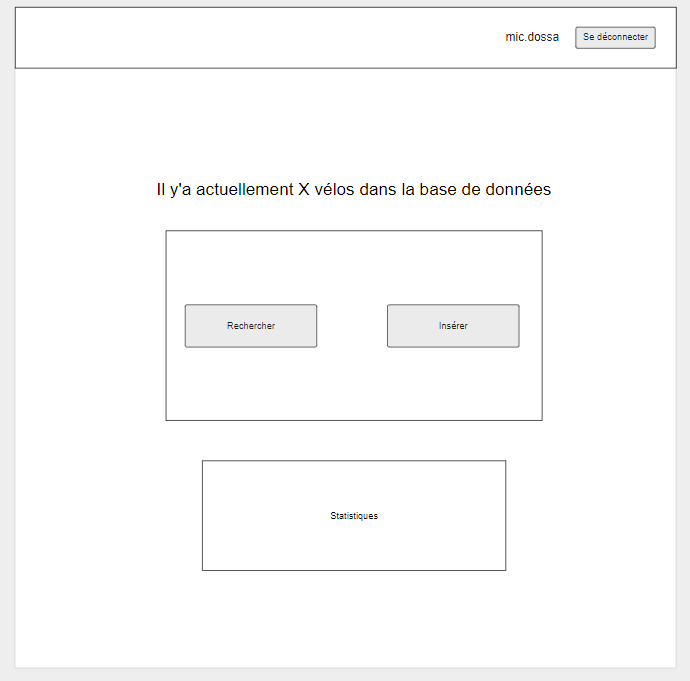 mic.dossa
Se déconnecter
Il y'a actuellement X vélos dans la base de données
Rechercher
Insérer
Statistiques